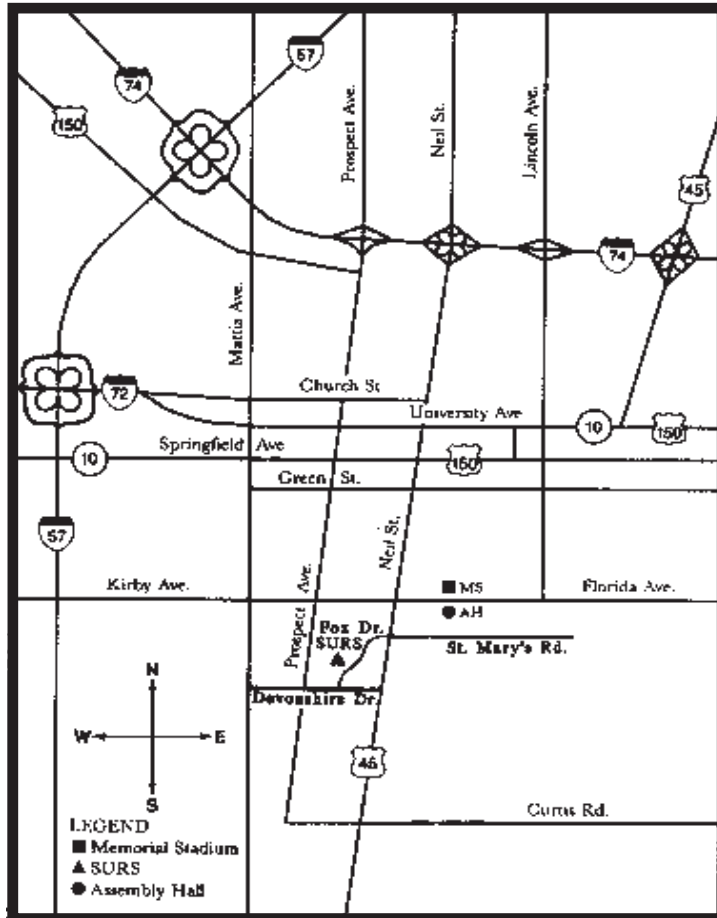 57
74
150
Prospect Ave.
Neil St.
Lincoln Ave.
45
74
Mattis Ave.
72
Church St
University Ave
10
150
Springfield Ave
10
150
Green St.
57
Neil St.
Kirby Ave.
Prospect Ave.
MS
Florida Ave.
AH
Fox Dr.
SURS
St. Mary's Rd.
Devonshire Dr.
N
W
E
S
45
Curtis Rd.
LEGEND
Memorial Stadium
SURS
Assembly Hall